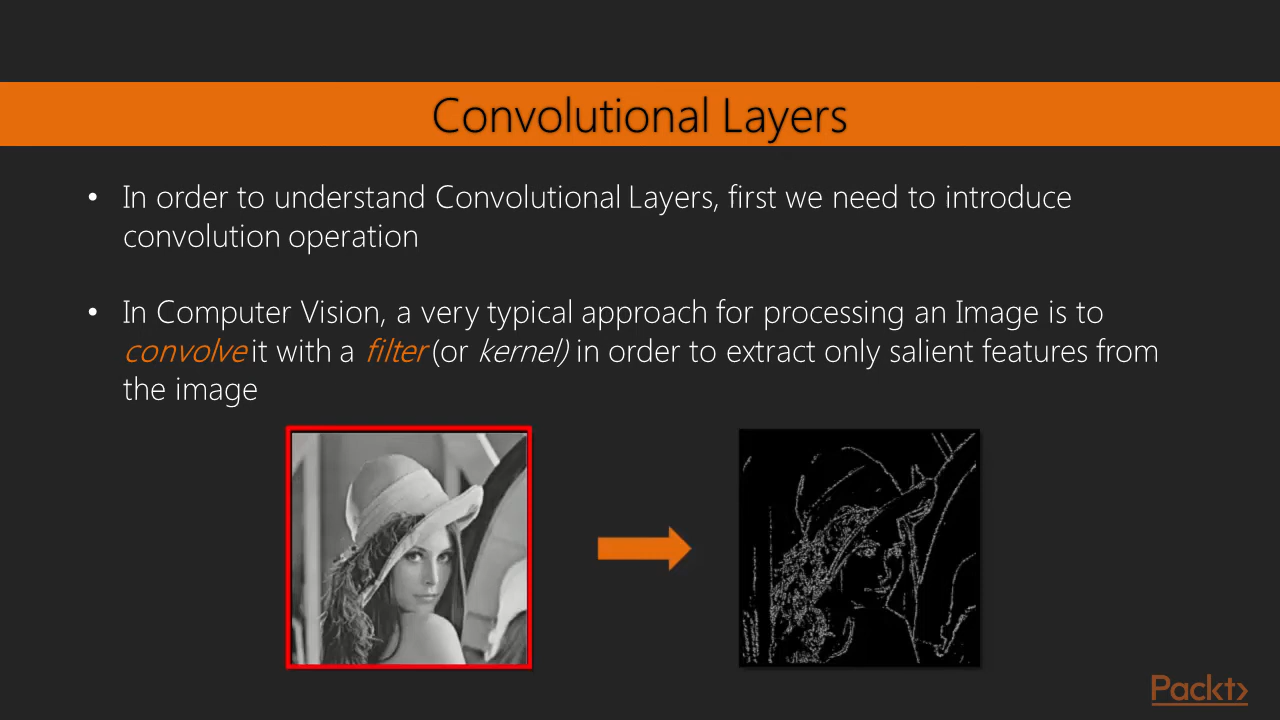 Convolutional Layers
• In order to understand Convolutional Layers, first we need to introduce
convolution operation
• In Computer Vision, a very typical approach for processing an Image is to
convolve it with a filter (or kernel) in order to extract only salient features from
the image
Packt>